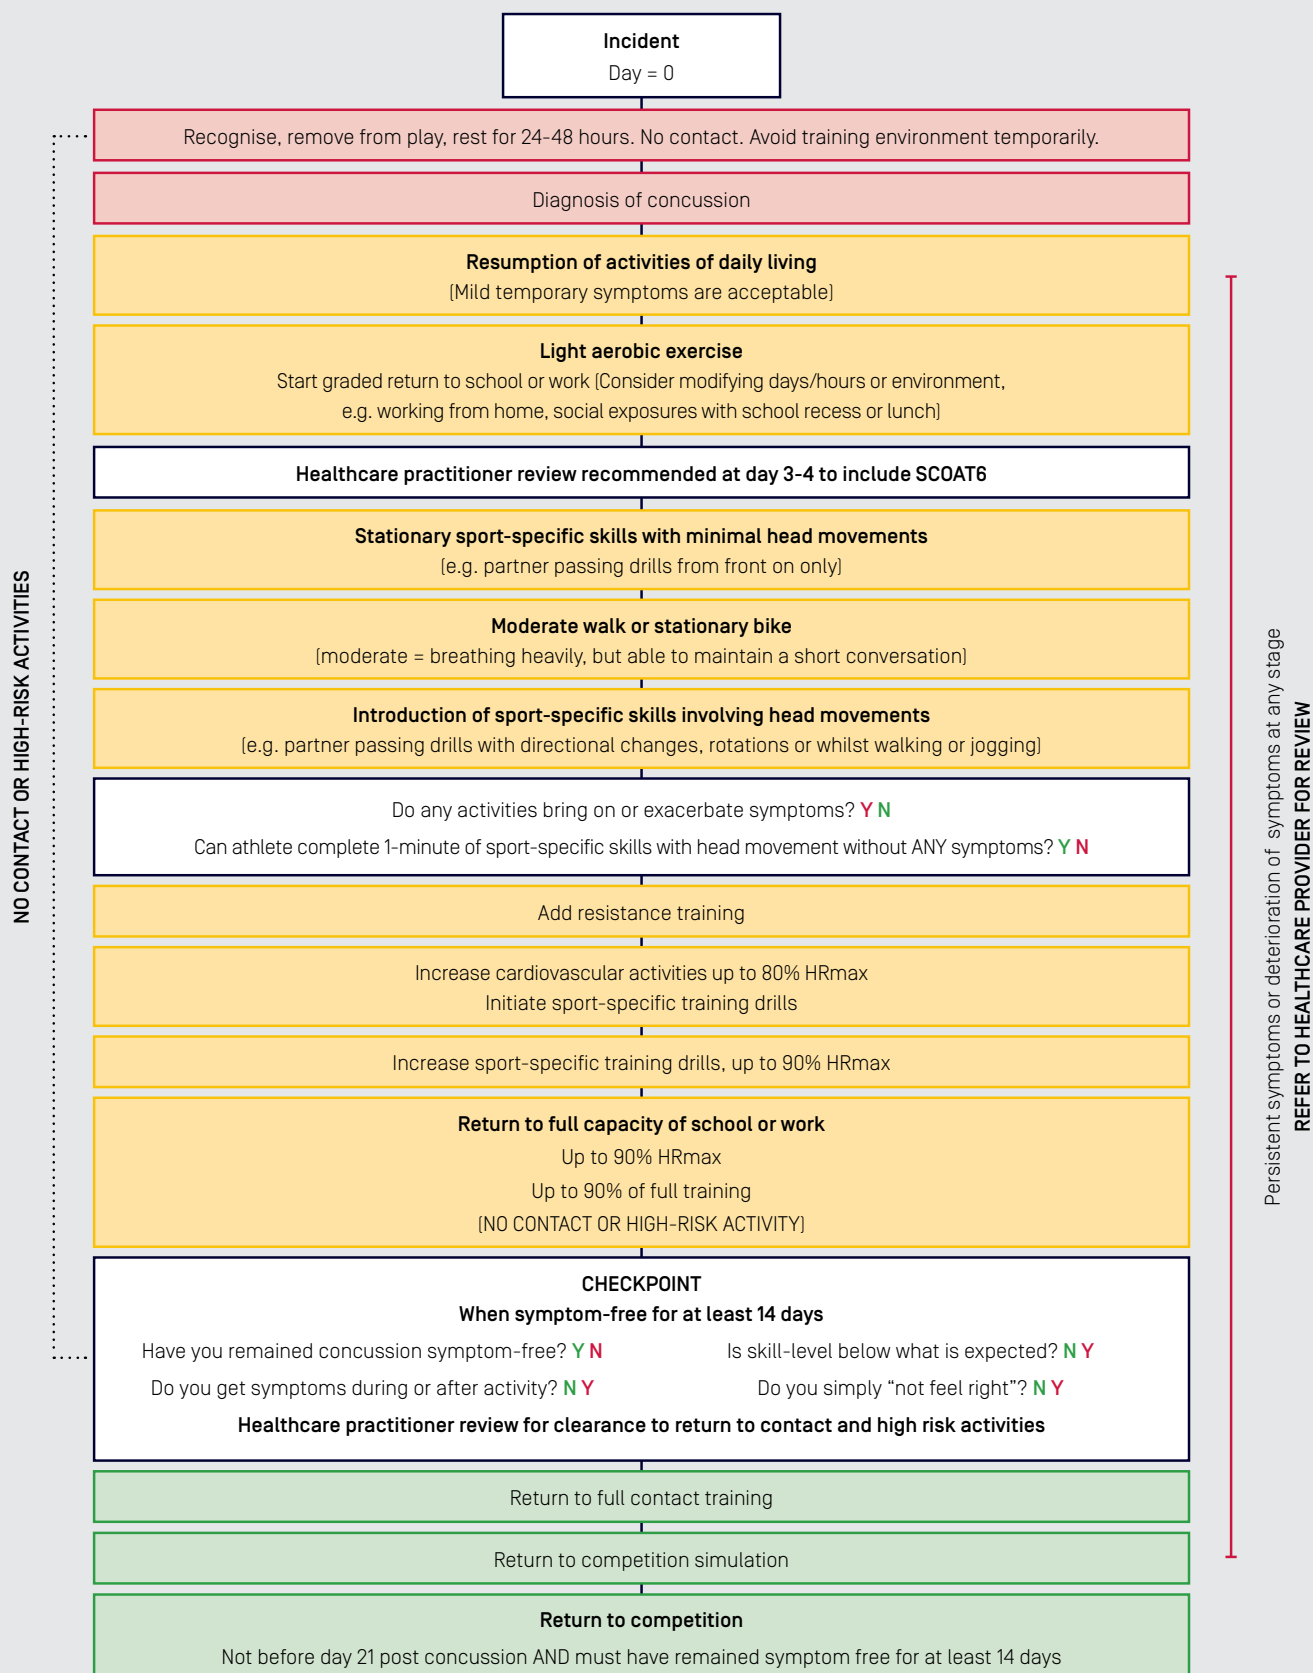 Incident
Day = 0
Recognise, remove from play, rest for 24-48 hours. No contact. Avoid training environment temporarily.
Diagnosis of concussion
Resumption of activities of daily living
(Mild temporary symptoms are acceptable)
Light aerobic exercise
Start graded return to school or work (Consider modifying days/hours or environment,
e.g. working from home, social exposures with school recess or lunch)
Healthcare practitioner review recommended at day 3-4 to include SCOAT6
Stationary sport-specific skills with minimal head movements
(e.g. partner passing drills from front on only)
Moderate walk or stationary bike
(moderate = breathing heavily, but able to maintain a short conversation)
Introduction of sport-specific skills involving head movements
(e.g. partner passing drills with directional changes, rotations or whilst walking or jogging)
Do any activities bring on or exacerbate symptoms? Y N
Can athlete complete 1-minute of sport-specific skills with head movement without ANY symptoms? Y N
Add resistance training
Increase cardiovascular activities up to 80% HRmax
Initiate sport-specific training drills
Increase sport-specific training drills, up to 90% HRmax
Return to full capacity of school or work
Up to 90% HRmax
Up to 90% of full training
(NO CONTACT OR HIGH-RISK ACTIVITY)
CHECKPOINT
When symptom-free for at least 14 days
Have you remained concussion symptom-free? Y N
Is skill-level below what is expected? N Y
Do you get symptoms during or after activity? N Y
Do you simply “not feel right”? N Y
Healthcare practitioner review for clearance to return to contact and high risk activities
Return to full contact training
Return to competition simulation
Return to competition
Not before day 21 post concussion AND must have remained symptom free for at least 14 days
NO CONTACT OR HIGH-RISK ACTIVITIES
Persistent symptoms or deterioration of symptoms at any stage
REFER TO HEALTHCARE PROVIDER FOR REVIEW